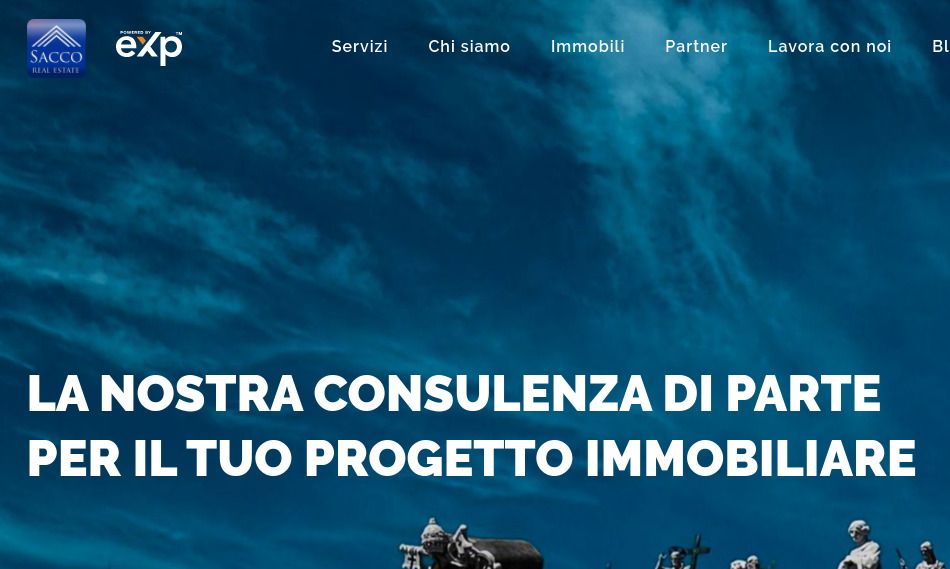 SACCO
REAL ESTATE
POWERED BY
eXp
Servizi
Chi siamo
Immobili
Partner
Lavora con noi
Bl
LA NOSTRA CONSULENZA DI PARTE
PER IL TUO PROGETTO IMMOBILIARE